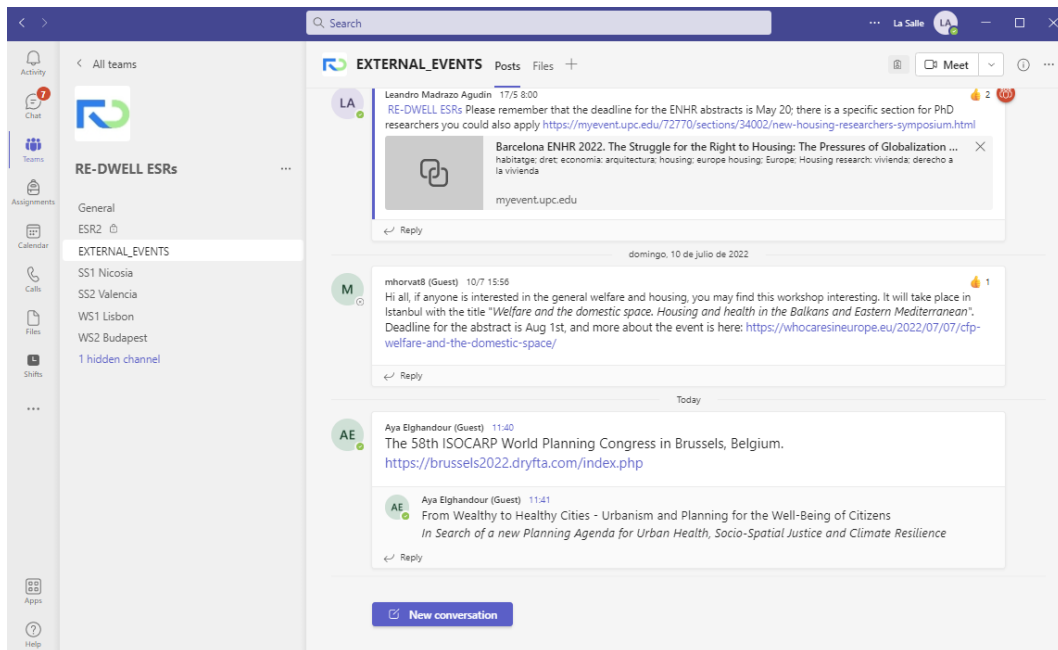 Search
La Salle
LA
Activity
Chat
7
Teams
Assignments
Calendar
Calls
Files
Shifts
Apps
Help
All teams
RE-DWELL ESRs
General
ESR2
EXTERNAL_EVENTS
SS1 Nicosia
SS2 Valencia
WS1 Lisbon
WS2 Budapest
1 hidden channel
EXTERNAL_EVENTS Posts Files
Meet
LA
Leandro Madrazo Agudin 17/5 8:00
2
RE-DWELL ESRs Please remember that the deadline for the ENHR abstracts is May 20; there is a specific section for PhD
researchers you could also apply https://myevent.upc.edu/72770/sections/34002/new-housing-researchers-symposium.html
Barcelona ENHR 2022. The Struggle for the Right to Housing: The Pressures of Globalization ...
habitatge; dret; economia: arquitectura; housing; europe housing; Europe; Housing research: vivienda; derecho a
la vivienda
myevent.upc.edu
Reply
domingo, 10 de julio de 2022
M
mhorvat8 (Guest) 10/7 15:56
1
Hi all, if anyone is interested in the general welfare and housing, you may find this workshop interesting. It will take place in
Istanbul with the title "Welfare and the domestic space. Housing and health in the Balkans and Eastern Mediterranean".
Deadline for the abstract is Aug 1st, and more about the event is here: https://whocaresineurope.eu/2022/07/07/cfp-
welfare-and-the-domestic-space/
Reply
Today
AE
Aya Elghandour (Guest) 11:40
The 58th ISOCARP World Planning Congress in Brussels, Belgium.
https://brussels2022.dryfta.com/index.php
AE
Aya Elghandour (Guest) 11:41
From Wealthy to Healthy Cities - Urbanism and Planning for the Well-Being of Citizens
In Search of a new Planning Agenda for Urban Health, Socio-Spatial Justice and Climate Resilience
Reply
New conversation